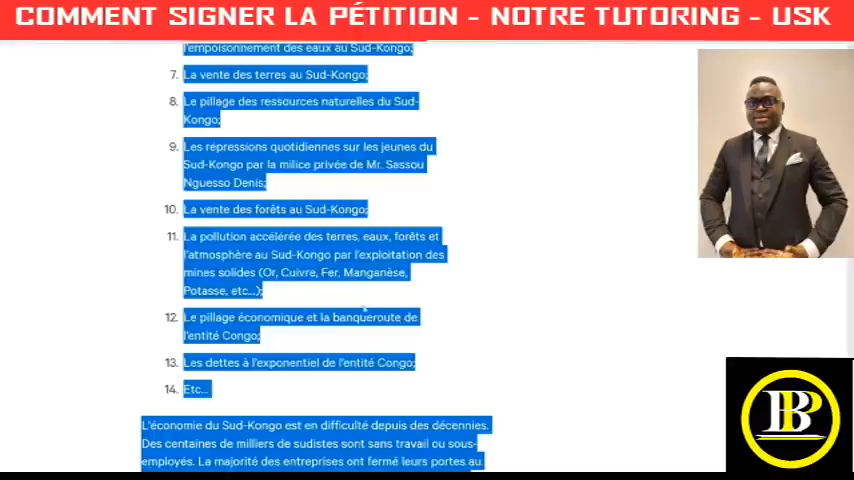 COMMENT SIGNER LA PÉTITION - NOTRE TUTORING - USK
l'empoisonnement des eaux au Sud-Kongo;
7. La vente des terres au Sud-Kongo;
8. Le pillage des ressources naturelles du Sud-
Kongo;
9. Les répressions quotidiennes sur les jeunes du
Sud-Kongo par la milice privée de Mr. Sassou
Nguesso Denis;
10. La vente des forêts au Sud-Kongo;
11. La pollution accélérée des terres, eaux, forêts et
l'atmosphère au Sud-Kongo par l'exploitation des
mines solides (Or, Cuivre, Fer, Manganèse,
Potasse, etc...);
12. Le pillage économique et la banqueroute de
l'entité Congo;
13. Les dettes à l'exponentiel de l'entité Congo;
14. Etc...
L'économie du Sud-Kongo est en difficulté depuis des décennies.
Des centaines de milliers de sudistes sont sans travail ou sous-
employés. La majorité des entreprises ont fermé leurs portes au